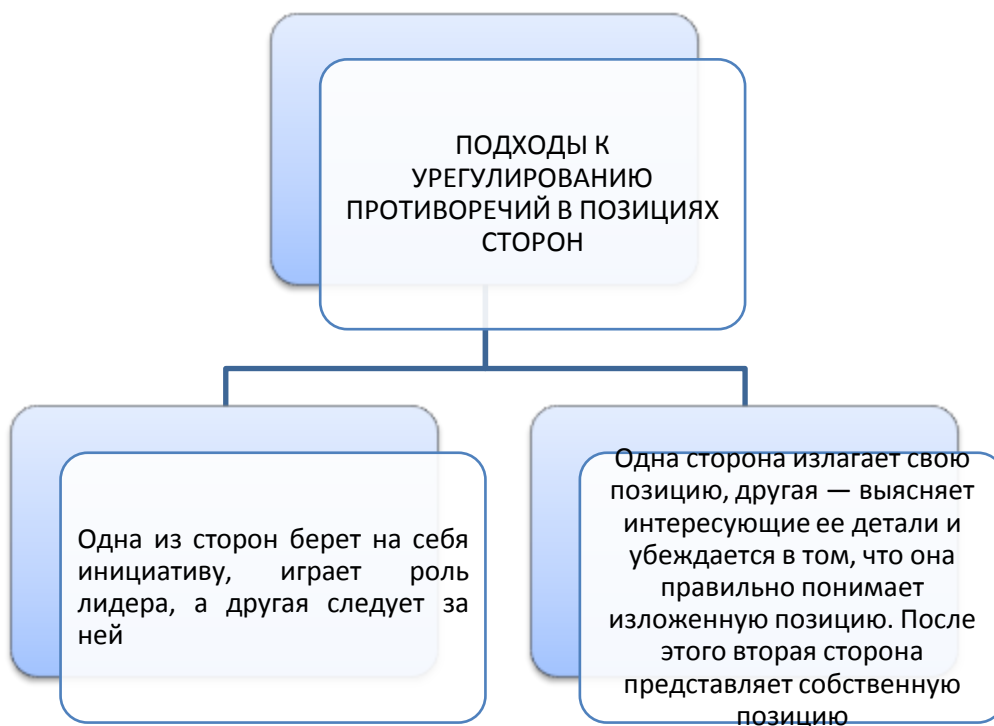 ПОДХОДЫ К
УРЕГУЛИРОВАНИЮ
ПРОТИВОРЕЧИЙ В ПОЗИЦИЯХ
СТОРОН
Одна из сторон берет на себя
инициативу, играет роль
лидера, а другая следует за
ней
Одна сторона излагает свою
позицию, другая — выясняет
интересующие ее детали и
убеждается в том, что она
правильно понимает
изложенную позицию. После
этого вторая сторона
представляет собственную
позицию